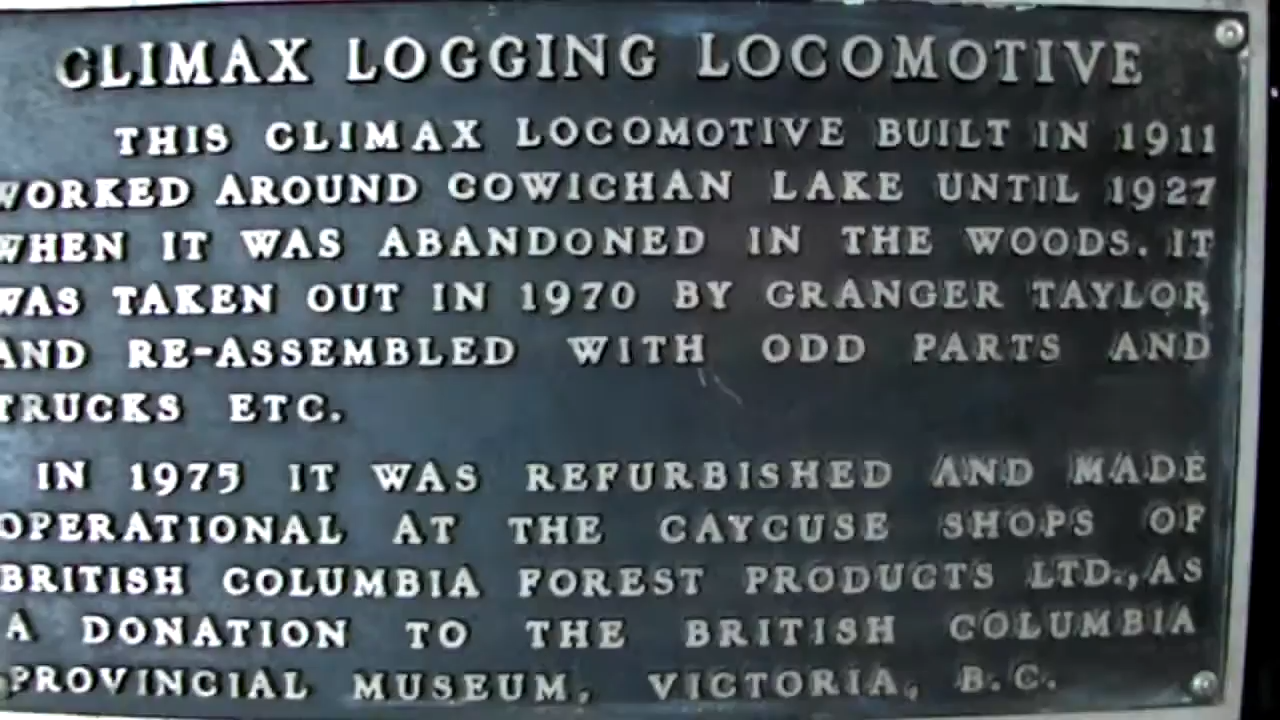 CLIMAX LOGGING LOCOMOTIVE
THIS CLIMAX LOCOMOTIVE BUILT IN 1911
WORKED AROUND COWICHAN LAKE UNTIL 1927
WHEN IT WAS ABANDONED IN THE WOODS. IT
WAS TAKEN OUT IN 1970 BY GRANGER TAYLOR
AND RE-ASSEMBLED WITH ODD PARTS AND
TRUCKS ETC.
IN 1975 IT WAS REFURBISHED AND MADE
OPERATIONAL AT THE CAYCUSE SHOPS OF
BRITISH COLUMBIA FOREST PRODUCTS LTD., AS
A DONATION TO THE BRITISH COLUMBIA
PROVINCIAL MUSEUM, VICTORIA, B.C.